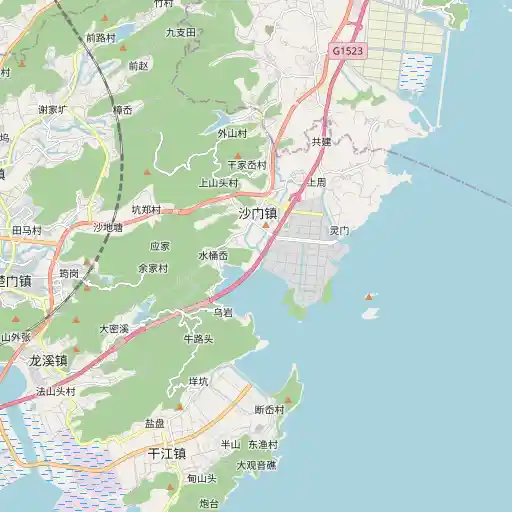 竹村
九支田
前路村
G1523
前赵
村
谢家圹
樟岙
外山村
共建
坞
干家岙村
镇
上山头村
上周
坑郑村
沙门镇
沙地塘
田马村
灵门
应家
水桶岙
筠岗
余家村
楚门镇
乌岩
大密溪
山外张
牛路头
龙溪镇
垟坑
法山头村
断岙村
盐盘
半山
东渔村
干江镇
大观音礁
甸山头
炮台